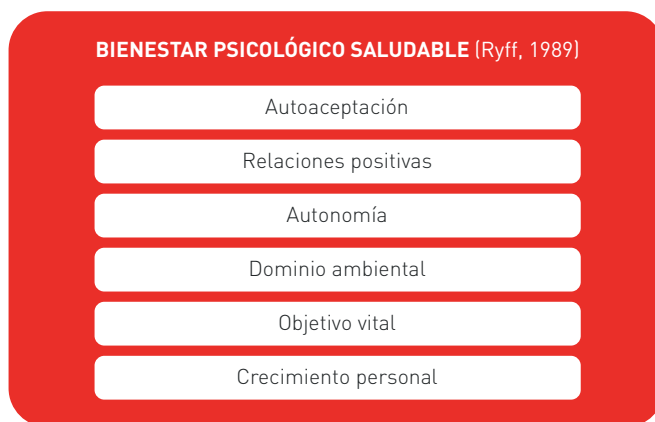 BIENESTAR PSICOLÓGICO SALUDABLE (Ryff, 1989)
Autoaceptación
Relaciones positivas
Autonomía
Dominio ambiental
Objetivo vital
Crecimiento personal